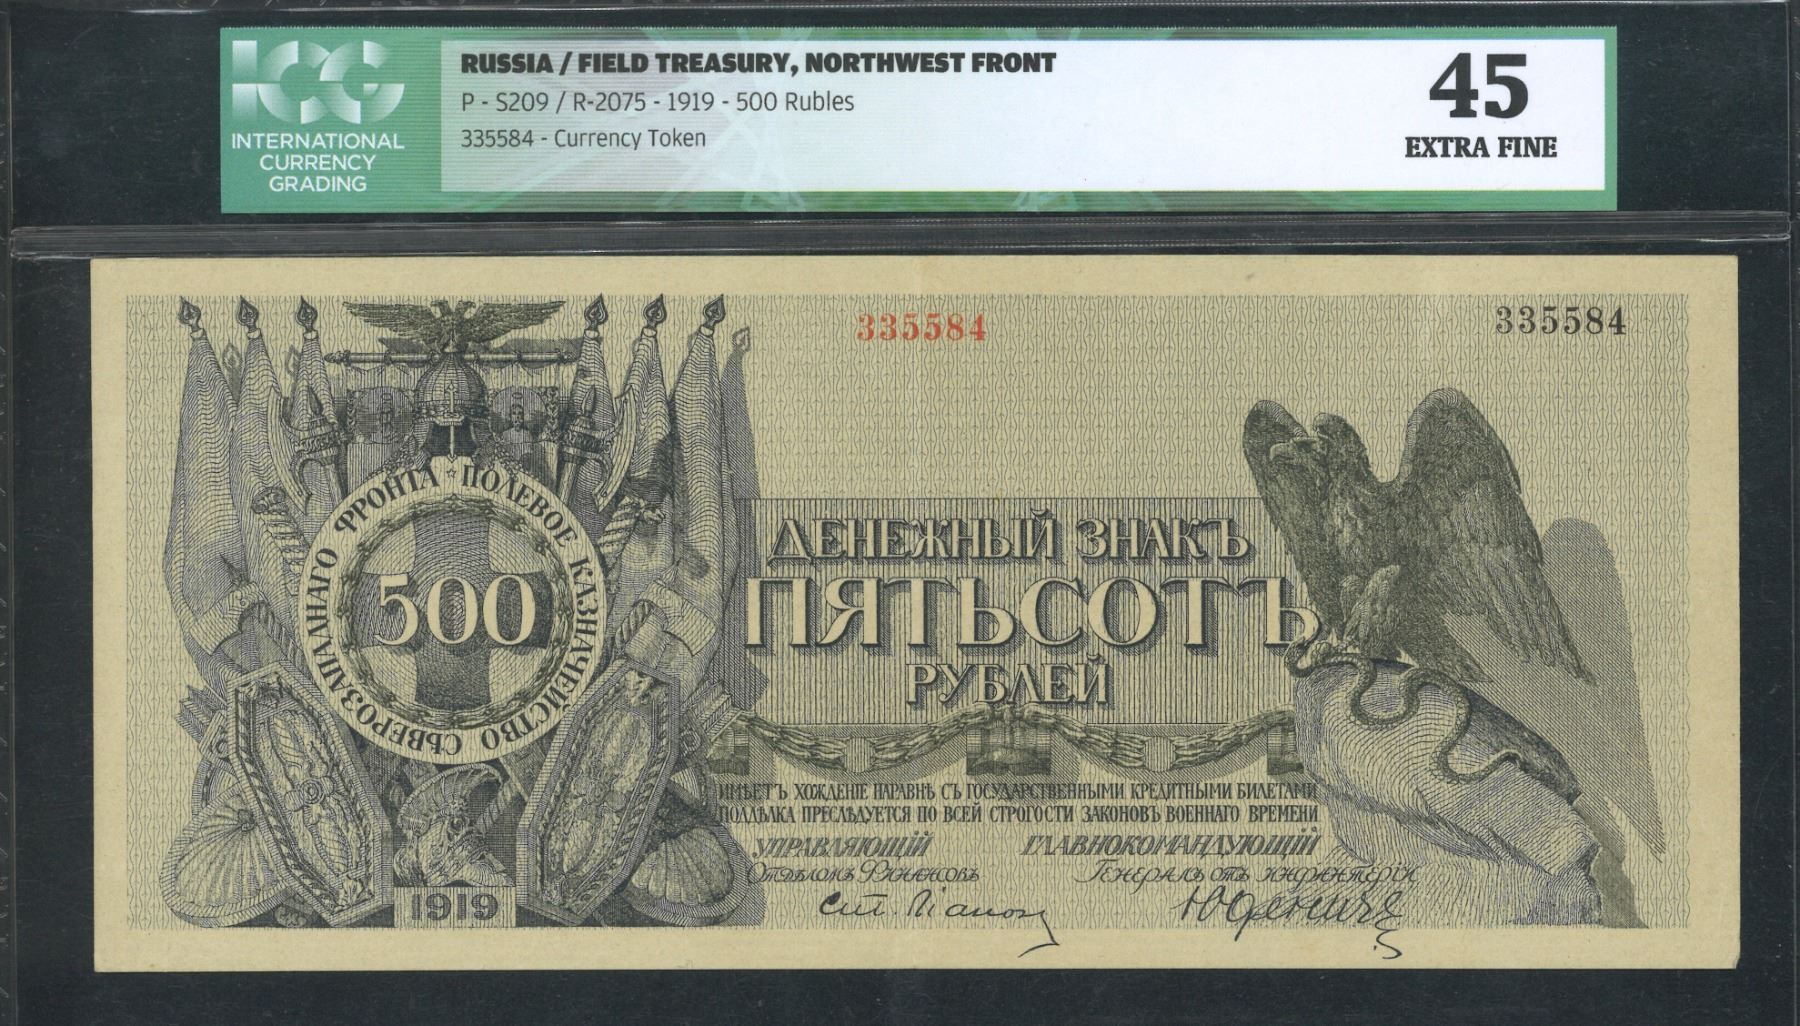 ICG
INTERNATIONAL
CURRENCY
GRADING
RUSSIA / FIELD TREASURY, NORTHWEST FRONT
P - S209 / R-2075 - 1919 - 500 Rubles
335584 - Currency Token
45
EXTRA FINE
335584
335584
ПОЛЕВОЕ КАЗНАЧЕЙСТВО СѢВЕРОЗАПАДНАГО ФРОНТА
500
ДЕНЕЖНЫЙ ЗНАКЪ
ПЯТЬСОТЪ
РУБЛЕЙ
ИМѢЕТЪ ХОЖДЕНІЕ НАРАВНѢ СЪ ГОСУДАРСТВЕННЫМИ КРЕДИТНЫМИ БИЛЕТАМИ
ПОДДѢЛКА ПРЕСЛѢДУЕТСЯ ПО ВСЕЙ СТРОГОСТИ ЗАКОНОВЪ ВОЕННАГО ВРЕМЕНИ
УПРАВЛЯЮЩІЙ
ОТДѢЛОМЪ ФИНАНСОВЪ
ГЛАВНОКОМАНДУЮЩІЙ
ГЕНЕРАЛЪ ОТЪ ИНФАНТЕРІИ
1919